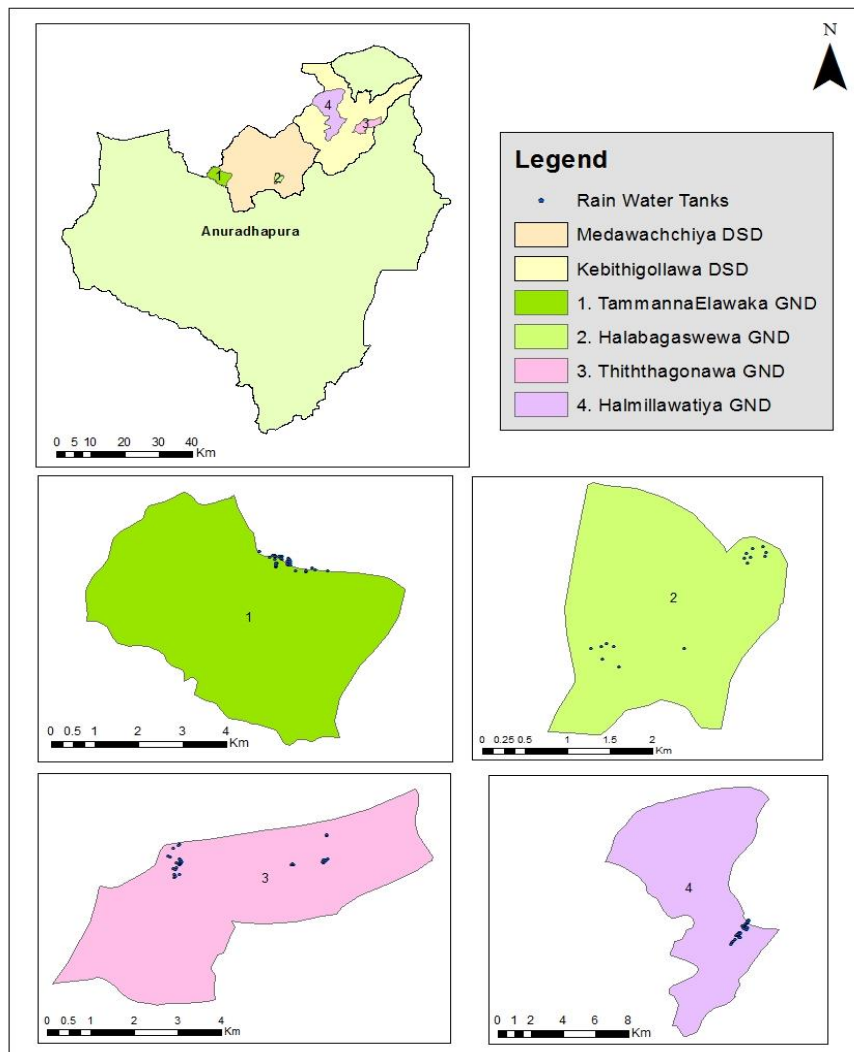 N
4
3
1
2
Anuradhapura
0 5 10 20 30 40
Km
Legend
Rain Water Tanks
Medawachchiya DSD
Kebithigollawa DSD
1. TammannaElawaka GND
2. Halabagaswewa GND
3. Thiththagonawa GND
4. Halmillawatiya GND
1
0 0.5 1 2 3 4
Km
2
0 0.25 0.5 1 1.5 2
Km
3
0 0.5 1 2 3 4
Km
4
0 1 2 4 6 8
Km